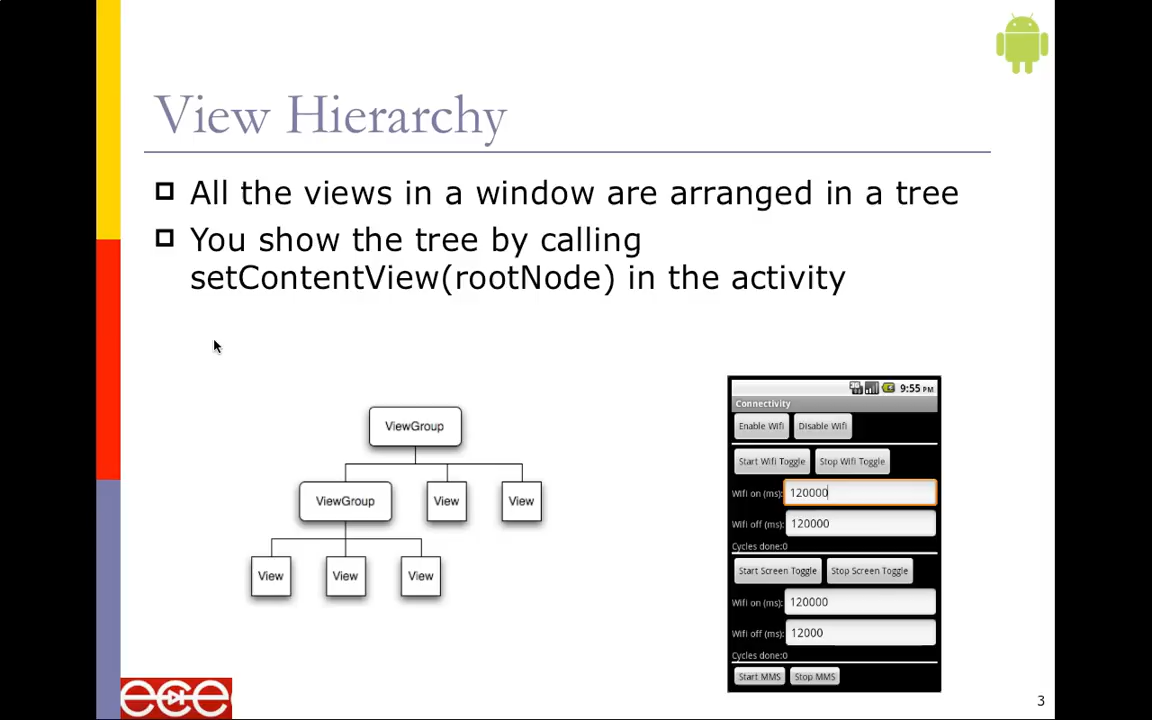 View Hierarchy
All the views in a window are arranged in a tree
You show the tree by calling
setContentView(rootNode) in the activity
ViewGroup
ViewGroup View View
View View View
9:55 PM
Connectivity
Enable Wifi Disable Wifi
Start Wifi Toggle Stop Wifi Toggle
Wifi on (ms): 120000
Wifi off (ms): 120000
Cycles done:0
Start Screen Toggle Stop Screen Toggle
Wifi on (ms): 120000
Wifi off (ms): 12000
Cycles done:0
Start MMS Stop MMS
ece
3